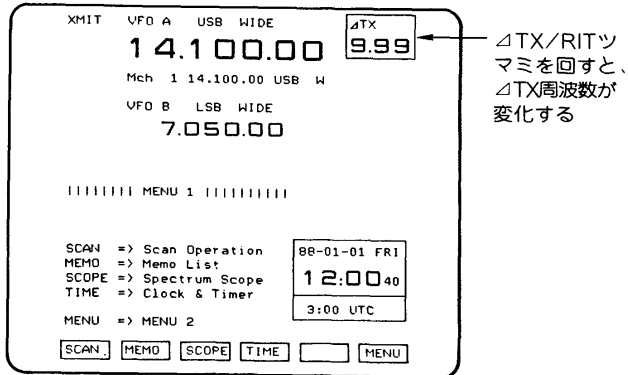 XMIT VFO A USB WIDE
14.100.00
⊿TX
9.99
Mch 1 14.100.00 USB W
VFO B LSB WIDE
7.050.00
|||||||| MENU 1 ||||||||||
SCAN => Scan Operation
MEMO => Memo List
SCOPE => Spectrum Scope
TIME => Clock & Timer
MENU => MENU 2
88-01-01 FRI
12:00 40
3:00 UTC
SCAN MEMO SCOPE TIME MENU
⊿TX/RITツ
マミを回すと、
⊿TX周波数が
変化する